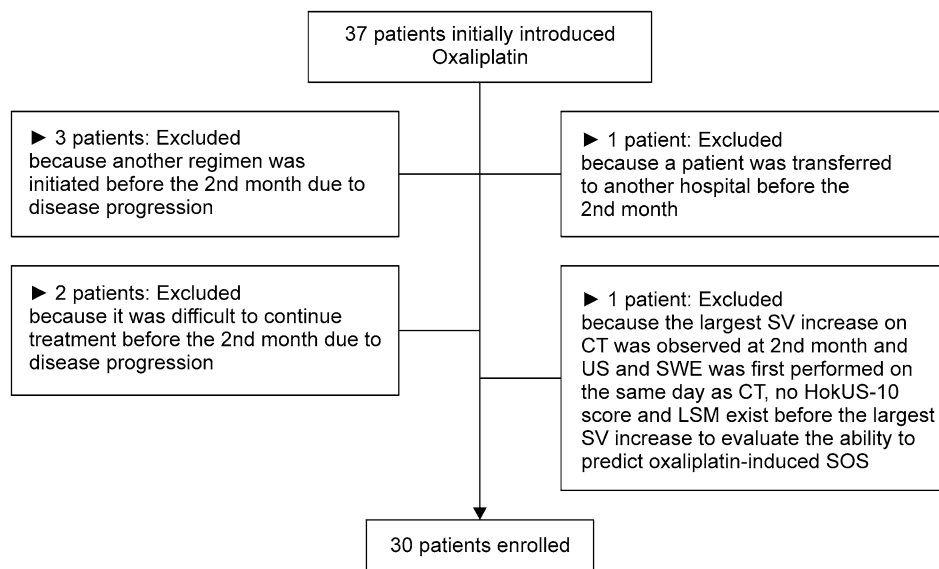 37 patients initially introduced
Oxaliplatin
► 3 patients: Excluded
because another regimen was
initiated before the 2nd month due to
disease progression
► 1 patient: Excluded
because a patient was transferred
to another hospital before the
2nd month
► 2 patients: Excluded
because it was difficult to continue
treatment before the 2nd month due to
disease progression
► 1 patient: Excluded
because the largest SV increase on
CT was observed at 2nd month and
US and SWE was first performed on
the same day as CT, no HokUS-10
score and LSM exist before the largest
SV increase to evaluate the ability to
predict oxaliplatin-induced SOS
30 patients enrolled